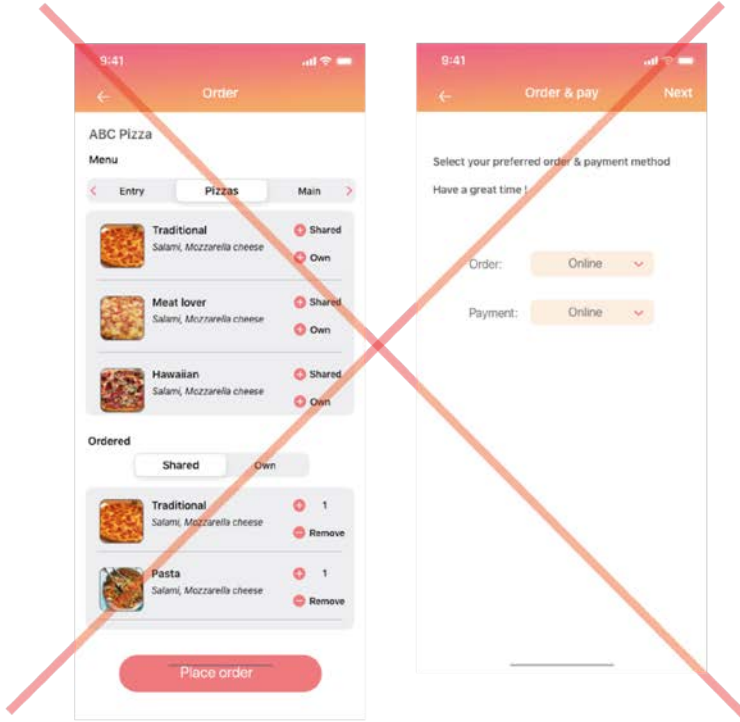 9:41
Order
ABC Pizza
Menu
< Entry Pizzas Main >
Traditional
Salami, Mozzarella cheese
Shared
Own
Meat lover
Salami, Mozzarella cheese
Shared
Own
Hawaiian
Salami, Mozzarella cheese
Shared
Own
Ordered
Shared Own
Traditional
Salami, Mozzarella cheese
1
Remove
Pasta
Salami, Mozzarella cheese
1
Remove
Place order
9:41
Order & pay Next
Select your preferred order & payment method
Have a great time !
Order: Online
Payment: Online